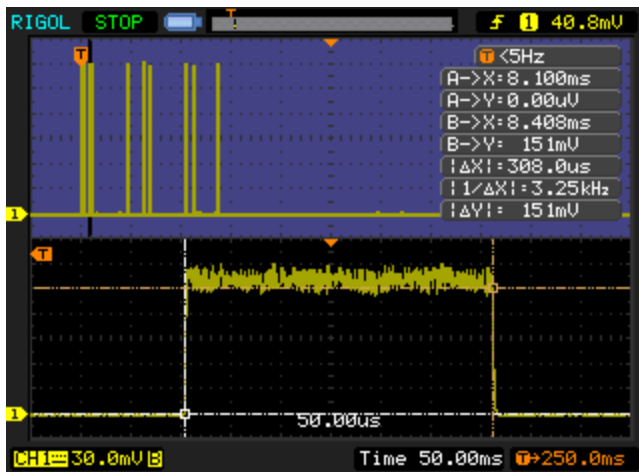 RIGOL STOP T f 1 40.8mV
T
T <5Hz
A->X:8.100ms
A->Y:0.00uV
B->X:8.408ms
B->Y: 151mV
|ΔX|:308.0us
|1/ΔX|:3.25kHz
|ΔY|: 151mV
1
T
1
50.00us
CH1 30.0mV B Time 50.00ms T→250.0ms